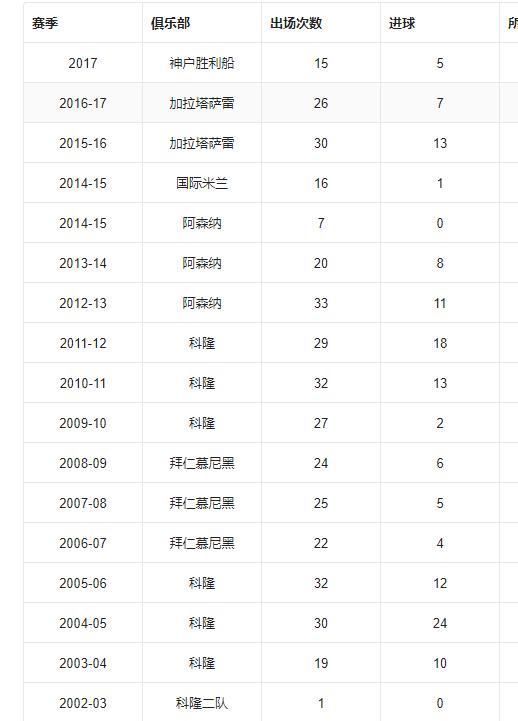 赛季 俱乐部 出场次数 进球
2017 神户胜利船 15 5
2016-17 加拉塔萨雷 26 7
2015-16 加拉塔萨雷 30 13
2014-15 国际米兰 16 1
2014-15 阿森纳 7 0
2013-14 阿森纳 20 8
2012-13 阿森纳 33 11
2011-12 科隆 29 18
2010-11 科隆 32 13
2009-10 科隆 27 2
2008-09 拜仁慕尼黑 24 6
2007-08 拜仁慕尼黑 25 5
2006-07 拜仁慕尼黑 22 4
2005-06 科隆 32 12
2004-05 科隆 30 24
2003-04 科隆 19 10
2002-03 科隆二队 1 0